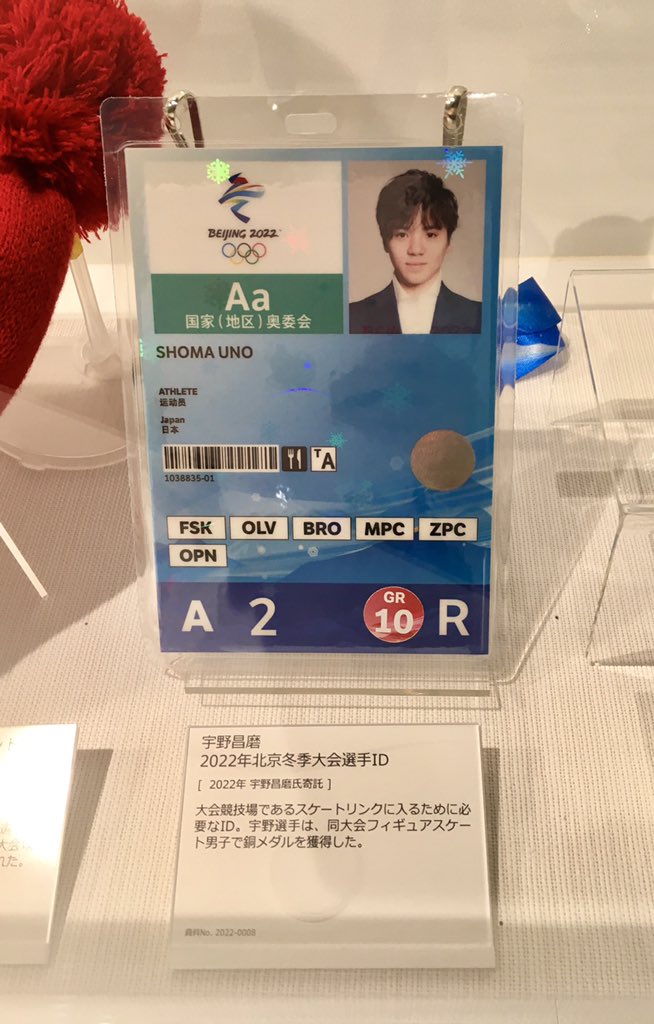 BEIJING 2022
Aa
国家(地区)奥委会
SHOMA UNO
ATHLETE
运动员
Japan
日本
1038835-01
TA
FSK OLV BRO MPC ZPC
OPN
A 2 GR 10 R
宇野昌磨
2022年北京冬季大会選手ID
[ 2022年 宇野昌磨氏寄託 ]
大会競技場であるスケートリンクに入るために必
要なID。宇野選手は、同大会フィギュアスケー
ト男子で銅メダルを獲得した。
資料No. 2022-0008
た。